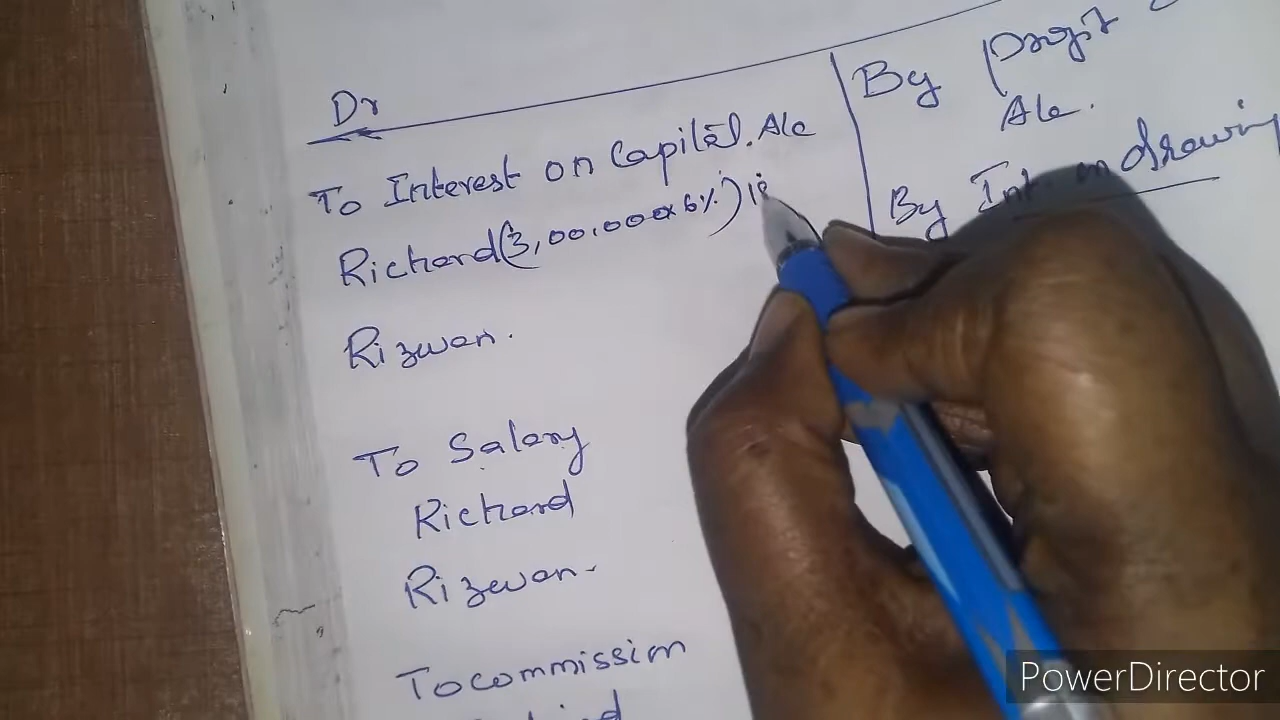 Dr
To Interest on Capital. A/c
Richard (3,00,000 x 6%) 18
Rizwan.
To Salary
Richard
Rizwan.
To commission
By profit
A/c.
By Int. on drawing
PowerDirector